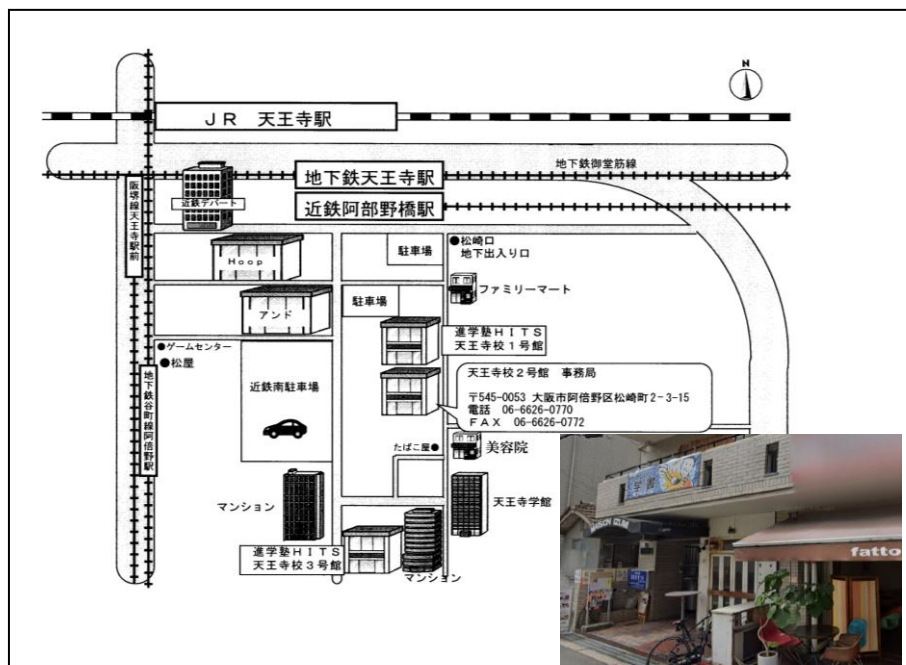 N
JR 天王寺駅
地下鉄御堂筋線
地下鉄天王寺駅
近鉄デパート
近鉄阿部野橋駅
阪堺線天王寺駅前
Hoop
駐車場
●松崎口
地下出入り口
ファミリーマート
アンド
駐車場
進学塾HITS
天王寺校1号館
●ゲームセンター
●松屋
近鉄南駐車場
天王寺校2号館 事務局
〒545-0053 大阪市阿倍野区松崎町2-3-15
電話 06-6626-0770
FAX 06-6626-0772
地下鉄谷町線阿倍野駅
たばこ屋●
美容院
マンション
天王寺学館
進学塾HITS
天王寺校3号館
マンション
MAISON IZUMI
fatto